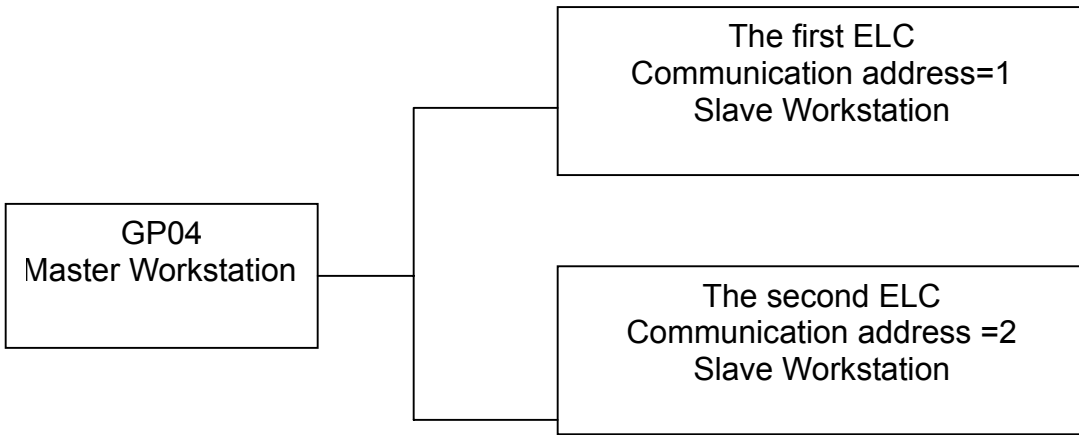 The first ELC
Communication address=1
Slave Workstation
GP04
Master Workstation
The second ELC
Communication address =2
Slave Workstation